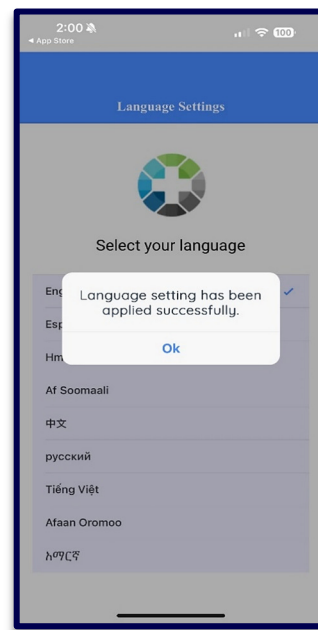 2:00
100
◀ App Store
Language Settings
Select your language
Eng
Language setting has been
applied successfully.
Esp
Ok
Hm
Af Soomaali
中文
русский
Tiếng Việt
Afaan Oromoo
አማርኛ